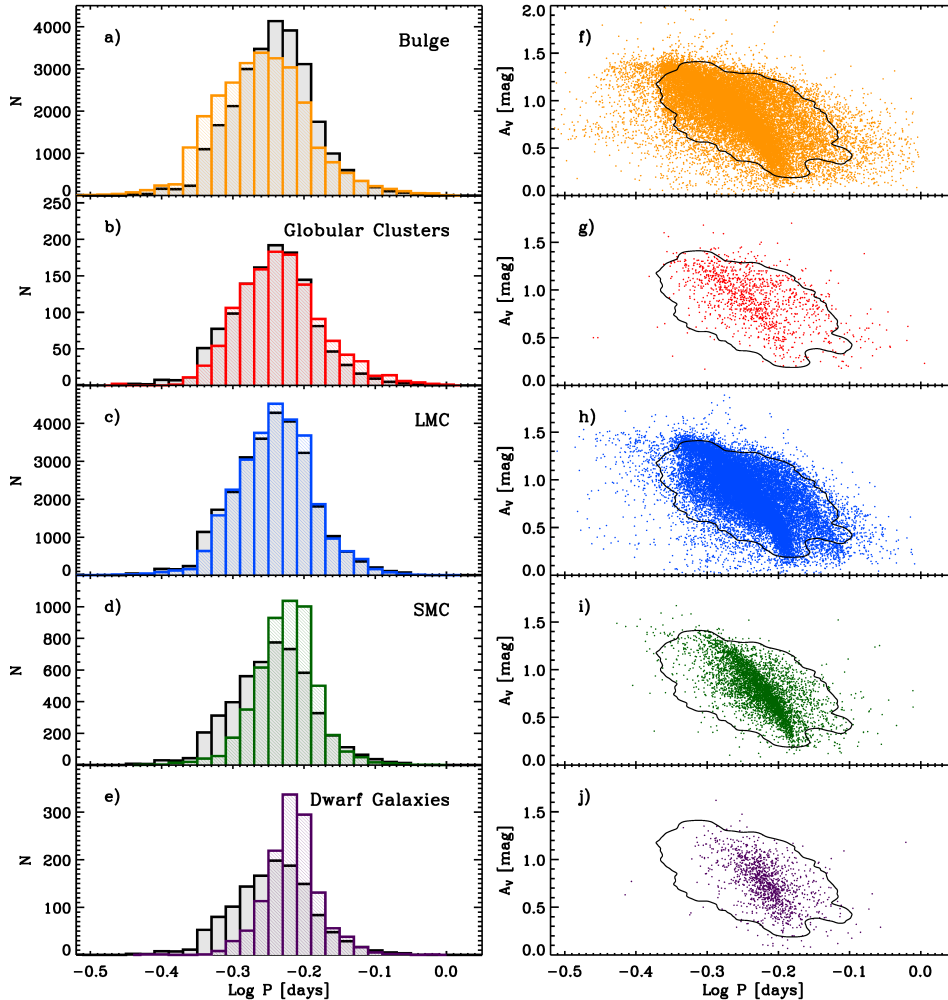 a) Bulge
4000
3000
2000
1000
0
N
f)
2.0
1.5
1.0
0.5
0.0
A_V [mag]
b) Globular Clusters
250
200
150
100
50
0
N
g)
1.5
1.0
0.5
0.0
A_V [mag]
c) LMC
4000
3000
2000
1000
0
N
h)
1.5
1.0
0.5
0.0
A_V [mag]
d) SMC
1000
800
600
400
200
0
N
i)
1.5
1.0
0.5
0.0
A_V [mag]
e) Dwarf Galaxies
300
200
100
0
N
j)
1.5
1.0
0.5
0.0
A_V [mag]
−0.5 −0.4 −0.3 −0.2 −0.1 0.0
Log P [days]
−0.5 −0.4 −0.3 −0.2 −0.1 0.0
Log P [days]